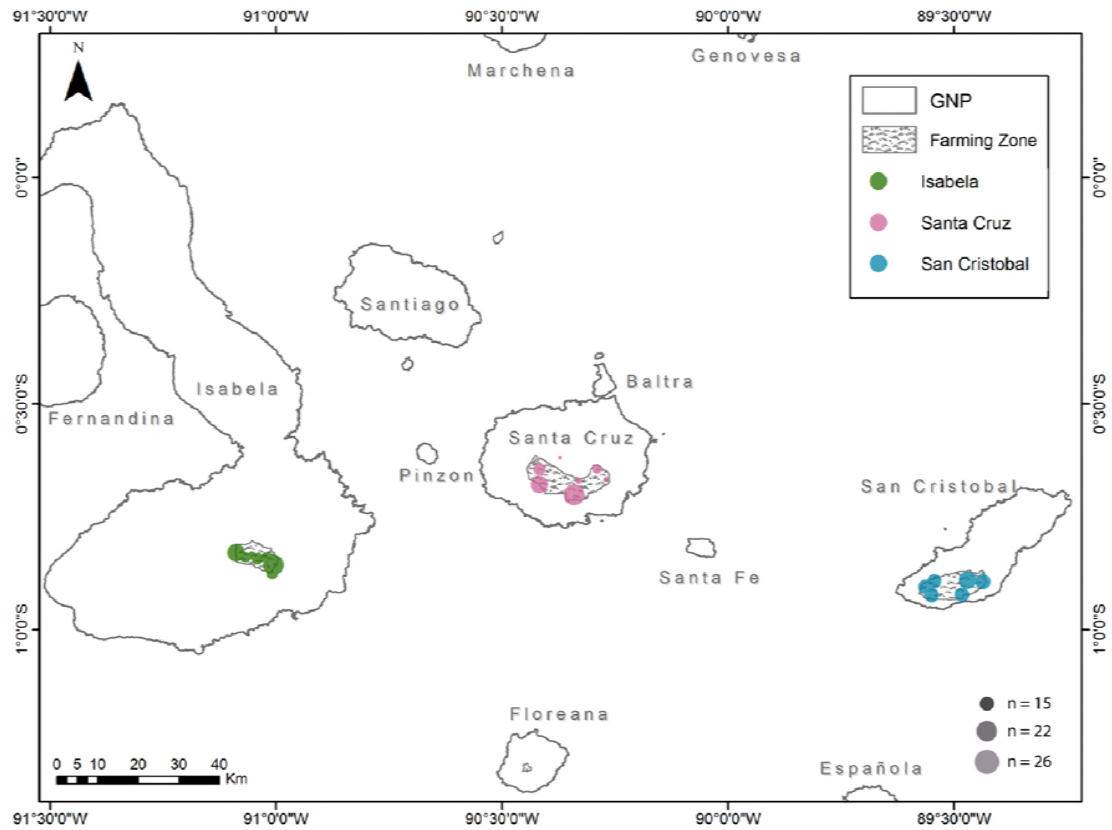 91°30'0"W 91°0'0"W 90°30'0"W 90°0'0"W 89°30'0"W
N
Marchena
Genovesa
GNP
Farming Zone
Isabela
Santa Cruz
San Cristobal
0°0'0"
0°0'0"
Santiago
Isabela
Baltra
Fernandina
0°30'0"S
0°30'0"S
Santa Cruz
Pinzon
San Cristobal
Santa Fe
1°0'0"S
1°0'0"S
Floreana
Española
n = 15
n = 22
n = 26
0 5 10 20 30 40
Km
91°30'0"W 91°0'0"W 90°30'0"W 90°0'0"W 89°30'0"W